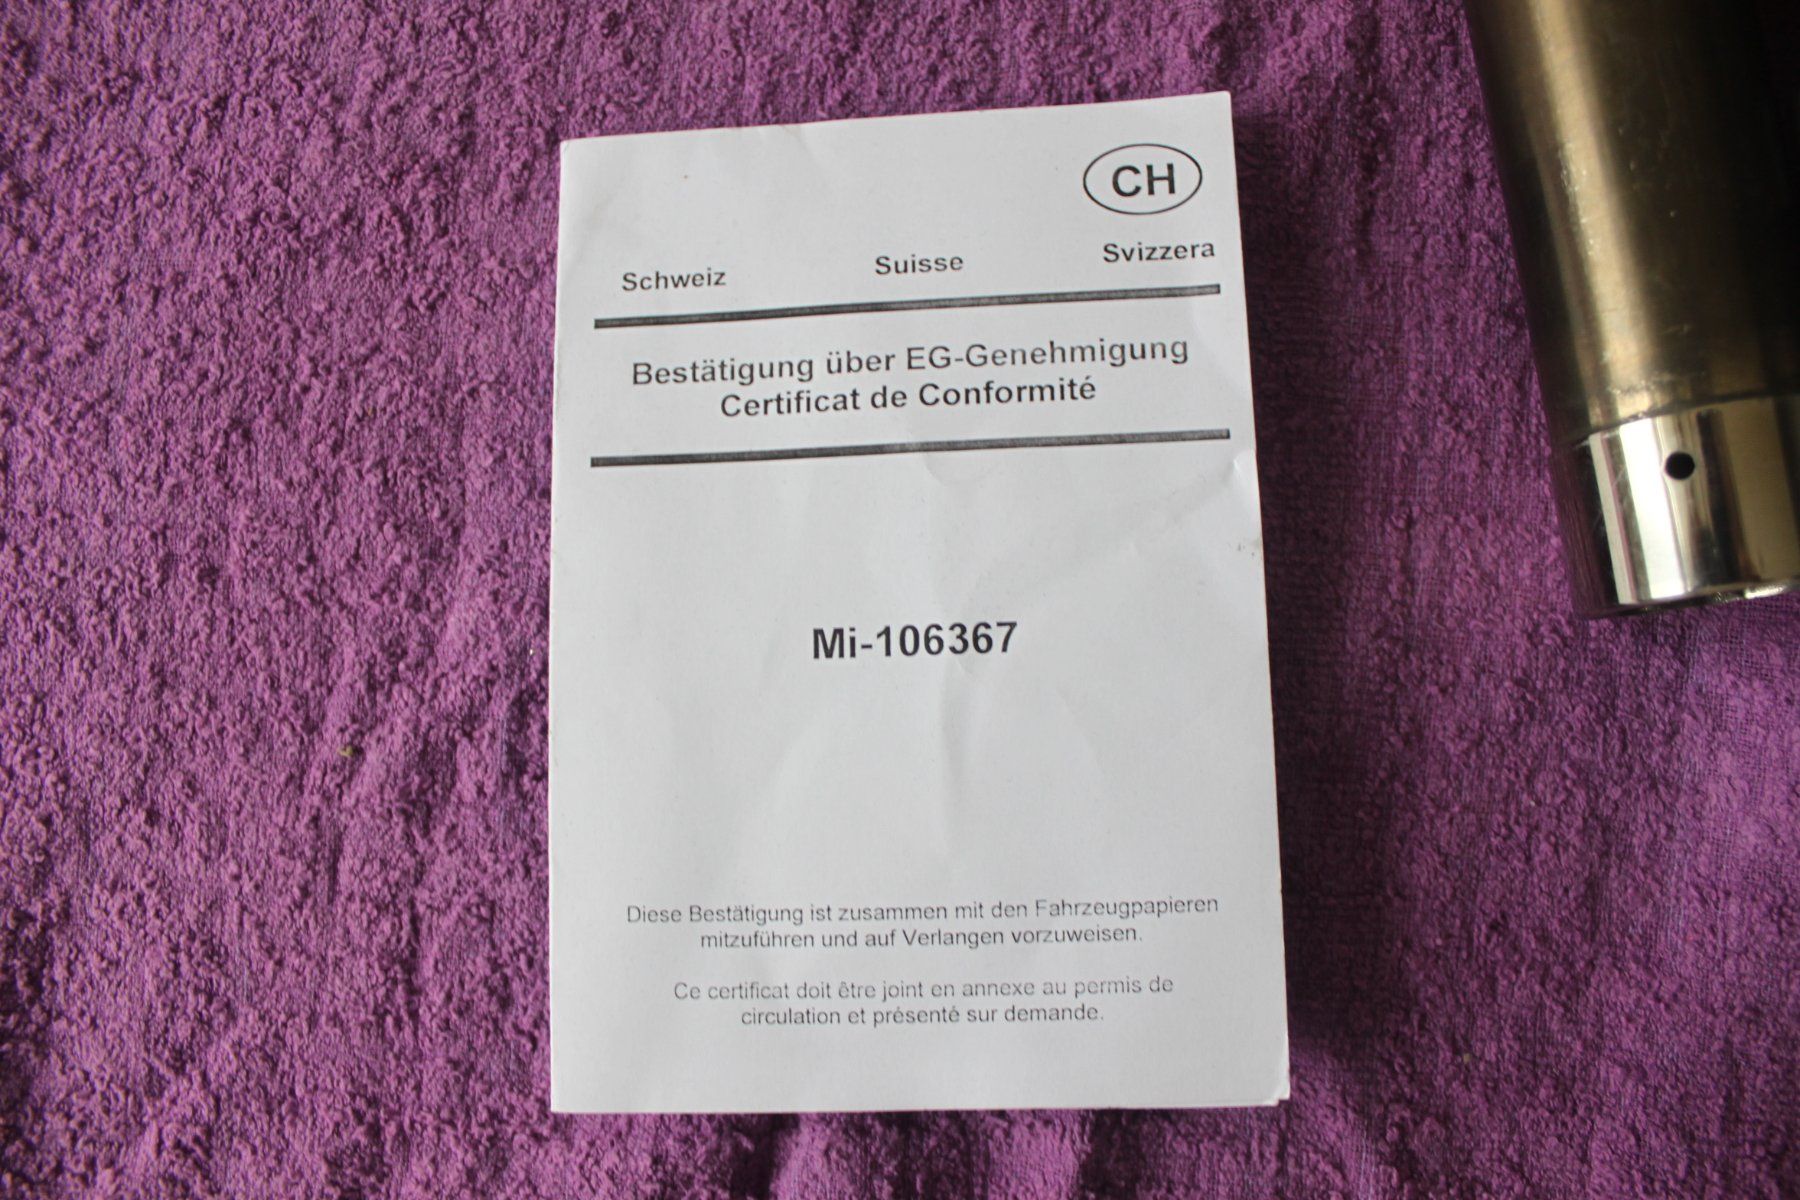 CH
Schweiz Suisse Svizzera
Bestätigung über EG-Genehmigung
Certificat de Conformité
Mi-106367
Diese Bestätigung ist zusammen mit den Fahrzeugpapieren
mitzuführen und auf Verlangen vorzuweisen.
Ce certificat doit être joint en annexe au permis de
circulation et présenté sur demande.